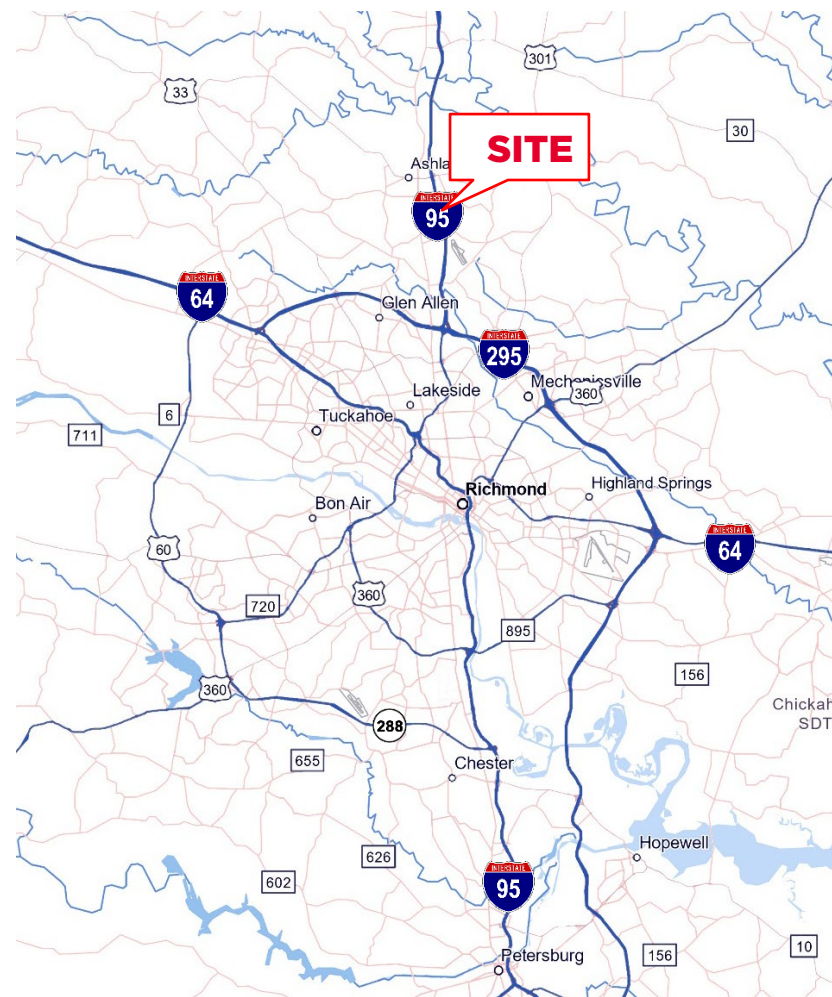 301
33
30
SITE
Ashla
INTERSTATE
95
INTERSTATE
64
Glen Allen
INTERSTATE
295
Mechanicsville
360
Lakeside
6
Tuckahoe
711
Highland Springs
Richmond
Bon Air
INTERSTATE
64
60
360
720
895
156
360
Chickah
SDT
288
655
Chester
Hopewell
626
602
INTERSTATE
95
10
156
Petersburg